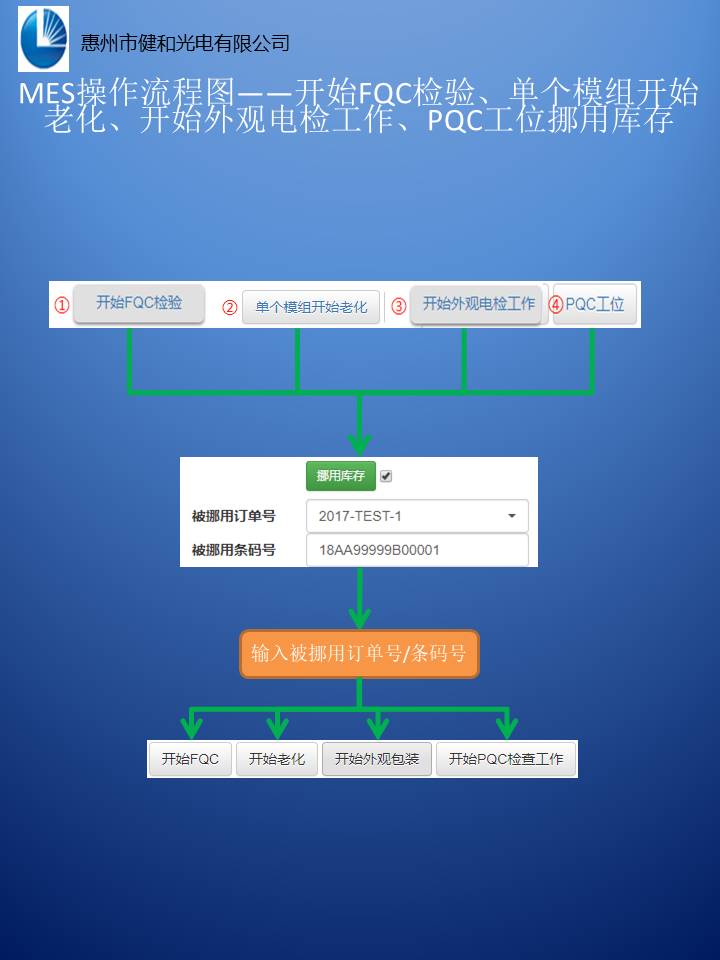 惠州市健和光电有限公司
MES操作流程图——开始FQC检验、单个模组开始
老化、开始外观电检工作、PQC工位挪用库存
① 开始FQC检验 ② 单个模组开始老化 ③ 开始外观电检工作 ④ PQC工位
挪用库存
被挪用订单号 2017-TEST-1
被挪用条码号 18AA99999B00001
输入被挪用订单号/条码号
开始FQC 开始老化 开始外观包装 开始PQC检查工作